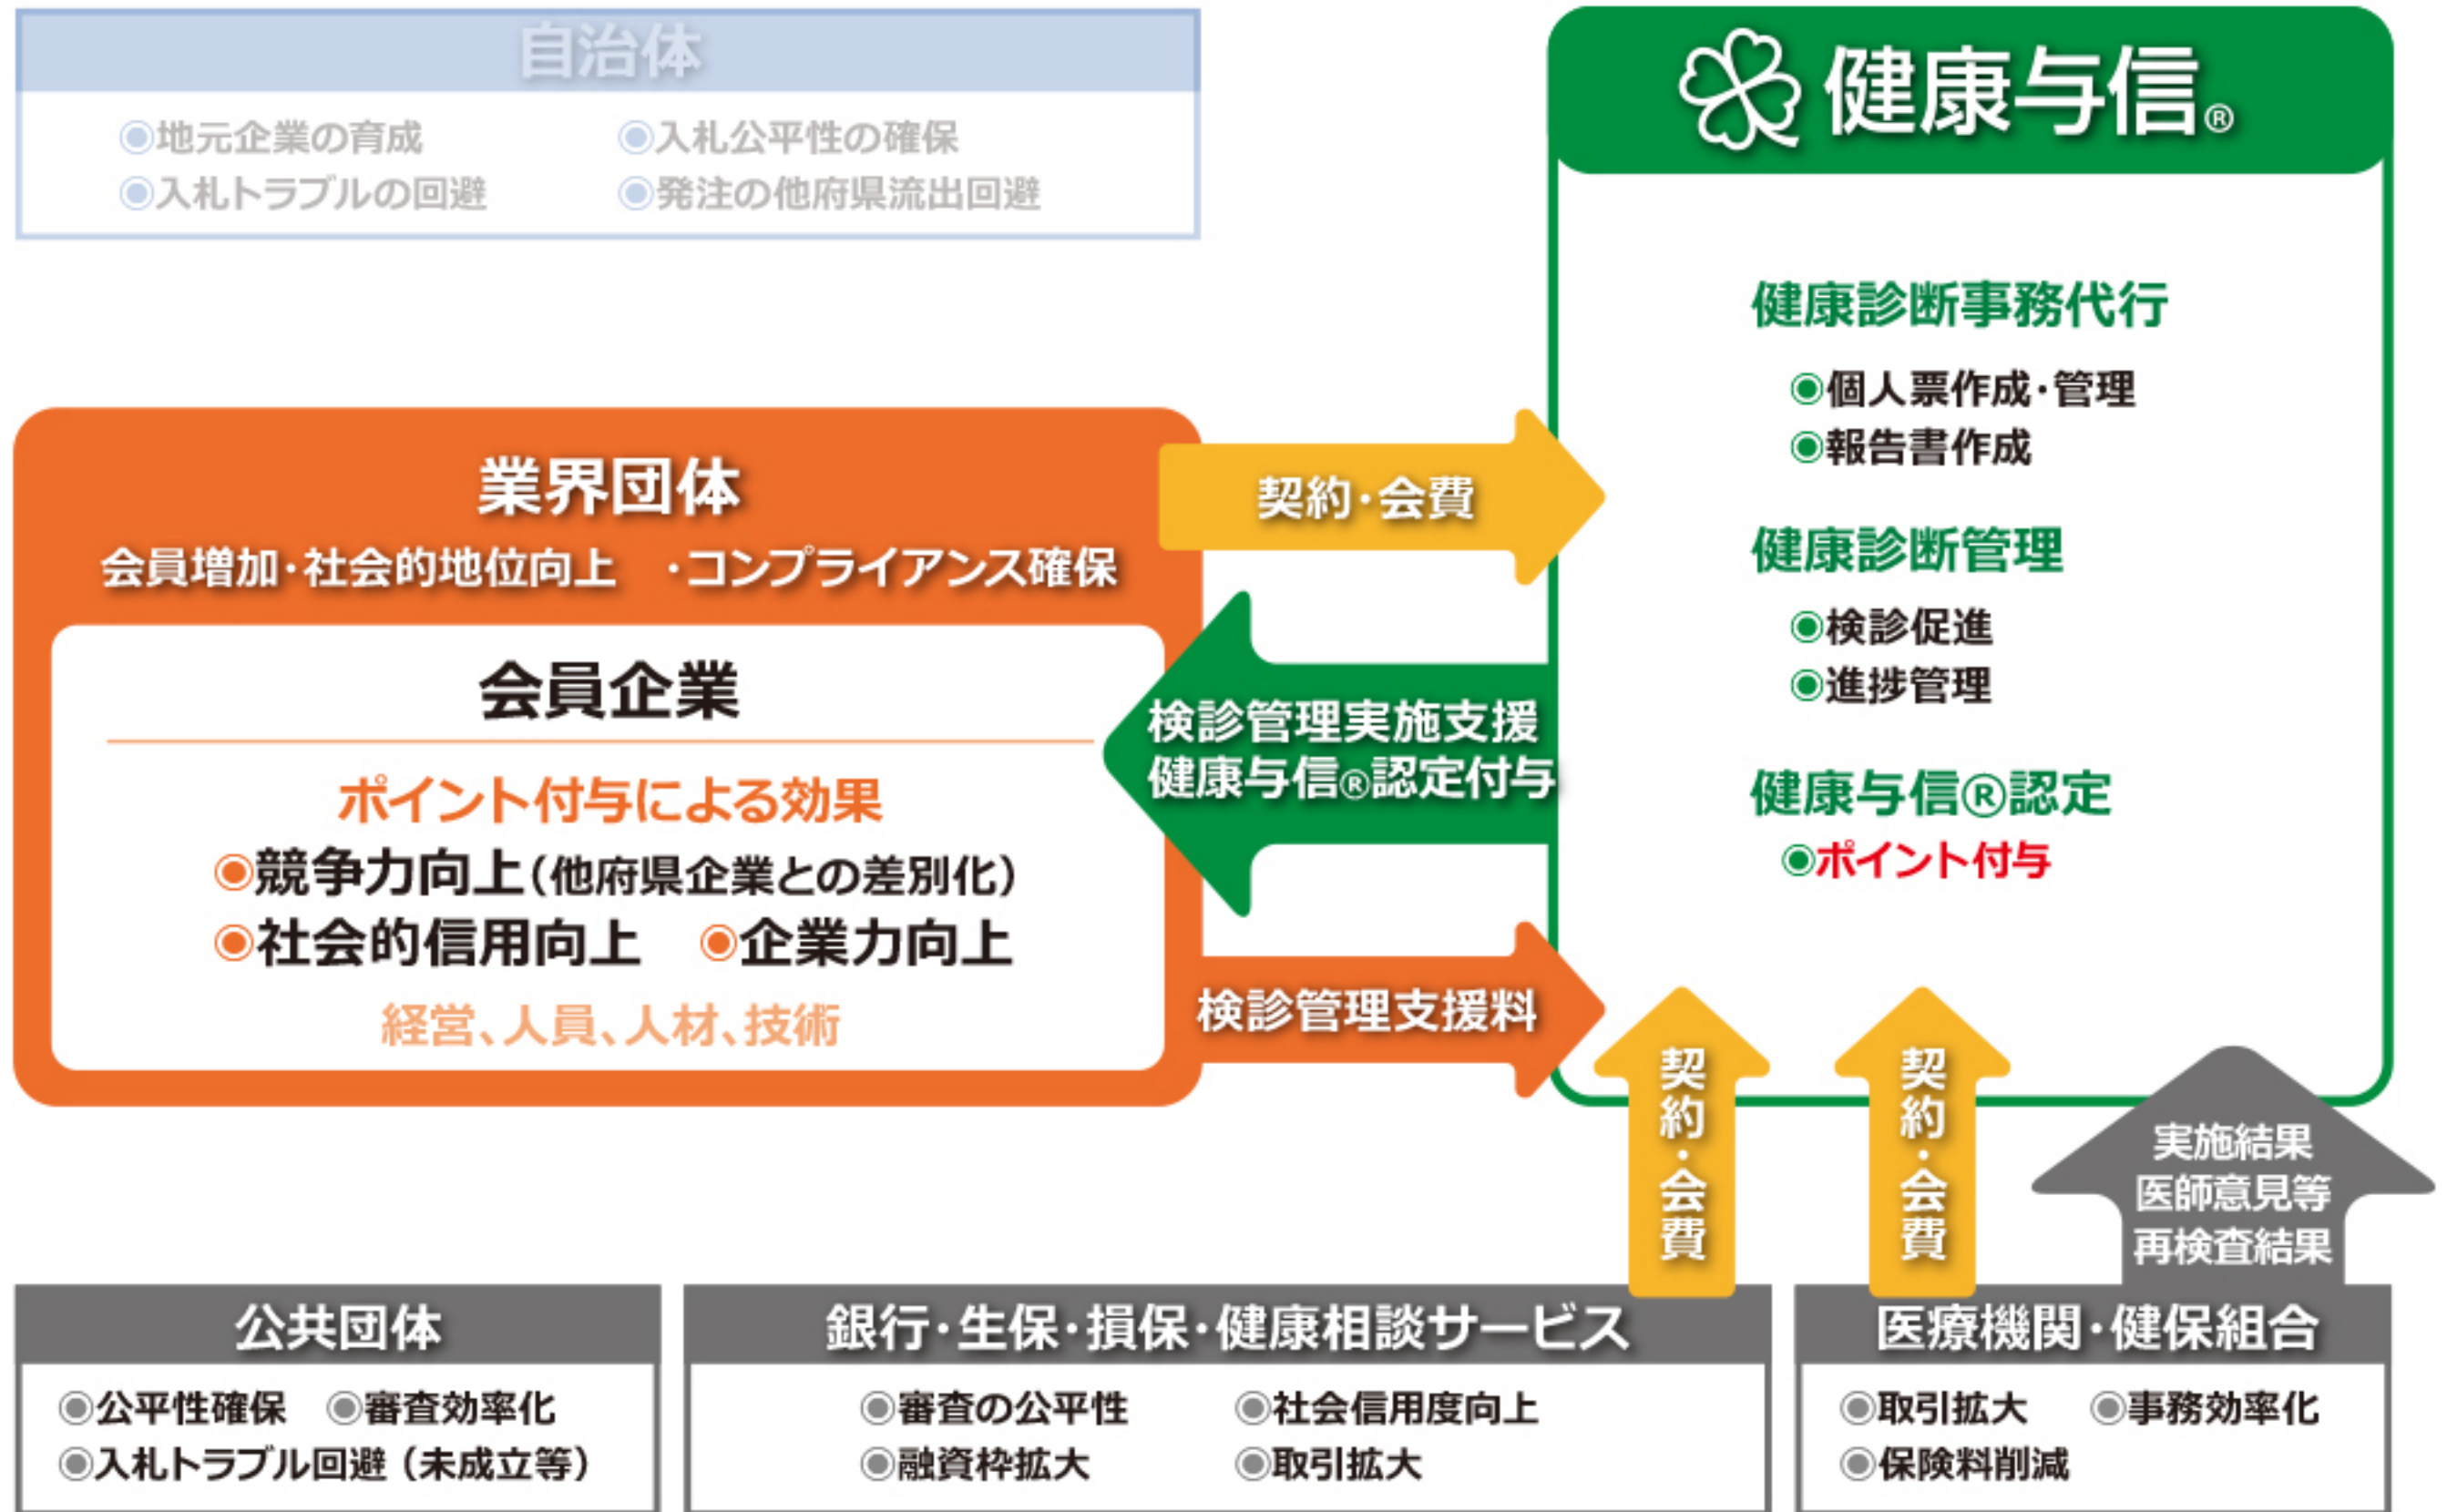 自治体
◉地元企業の育成 ◉入札公平性の確保
◉入札トラブルの回避 ◉発注の他府県流出回避
健康与信®
健康診断事務代行
◉個人票作成・管理
◉報告書作成
健康診断管理
◉検診促進
◉進捗管理
健康与信®認定
◉ポイント付与
業界団体
会員増加・社会的地位向上 ・コンプライアンス確保
会員企業
ポイント付与による効果
◉競争力向上(他府県企業との差別化)
◉社会的信用向上 ◉企業力向上
経営、人員、人材、技術
契約・会費
検診管理実施支援
健康与信®認定付与
検診管理支援料
契約・会費
契約・会費
実施結果
医師意見等
再検査結果
公共団体
◉公平性確保 ◉審査効率化
◉入札トラブル回避(未成立等)
銀行・生保・損保・健康相談サービス
◉審査の公平性 ◉社会信用度向上
◉融資枠拡大 ◉取引拡大
医療機関・健保組合
◉取引拡大 ◉事務効率化
◉保険料削減